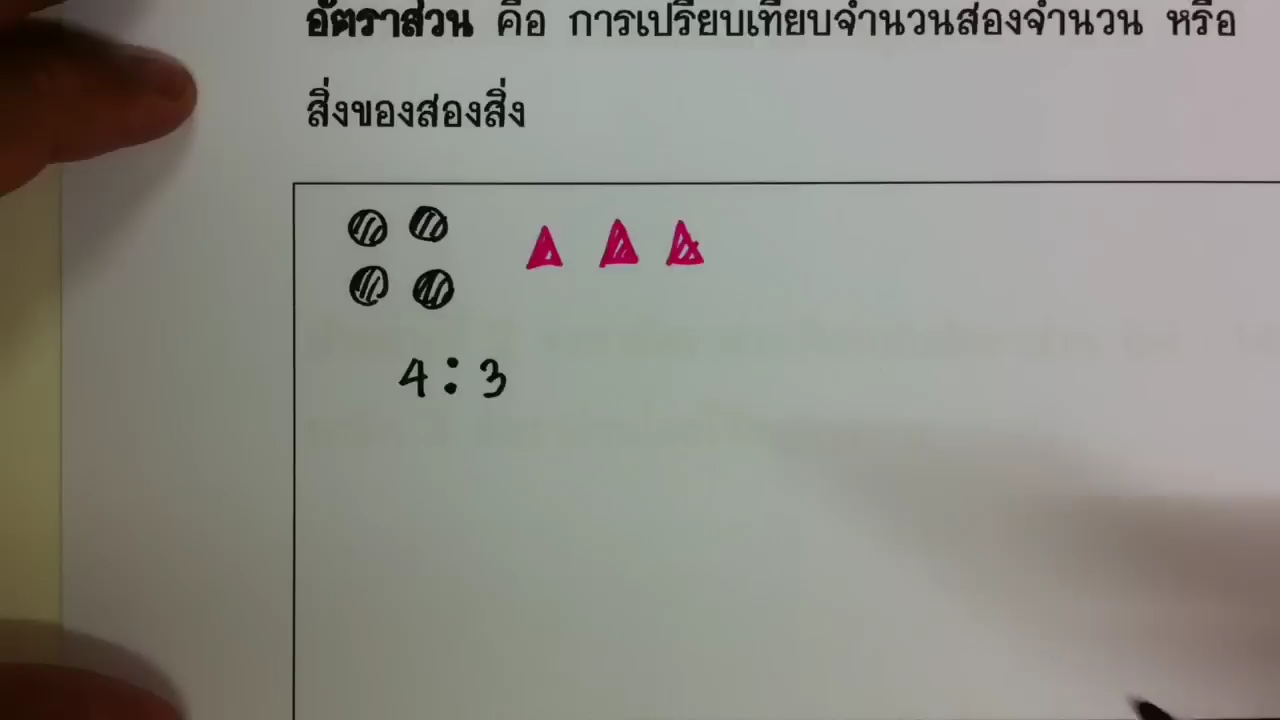 อัตราส่วน คือ การเปรียบเทียบจำนวนสองจำนวน หรือ
สิ่งของสองสิ่ง
4 : 3